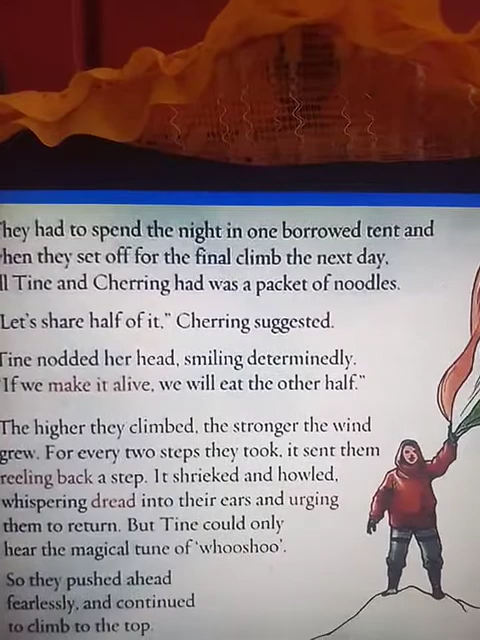 hey had to spend the night in one borrowed tent and
hen they set off for the final climb the next day,
ll Tine and Cherring had was a packet of noodles.
"Let's share half of it," Cherring suggested.
Tine nodded her head, smiling determinedly.
"If we make it alive, we will eat the other half."
The higher they climbed, the stronger the wind
grew. For every two steps they took, it sent them
reeling back a step. It shrieked and howled,
whispering dread into their ears and urging
them to return. But Tine could only
hear the magical tune of 'whooshoo'.
So they pushed ahead
fearlessly, and continued
to climb to the top.